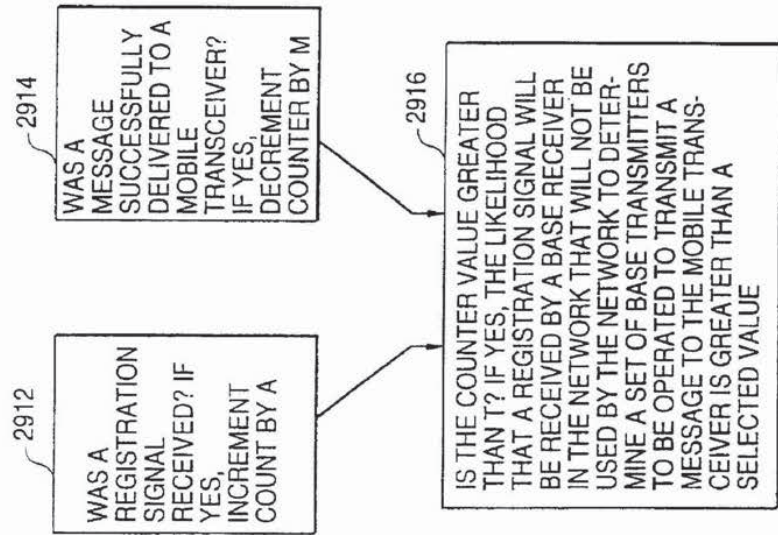 2912
WAS A
REGISTRATION
SIGNAL
RECEIVED? IF
YES,
INCREMENT
COUNT BY A
2914
WAS A
MESSAGE
SUCCESSFULLY
DELIVERED TO A
MOBILE
TRANSCEIVER?
IF YES,
DECREMENT
COUNTER BY M
2916
IS THE COUNTER VALUE GREATER
THAN T? IF YES, THE LIKELIHOOD
THAT A REGISTRATION SIGNAL WILL
BE RECEIVED BY A BASE RECEIVER
IN THE NETWORK THAT WILL NOT BE
USED BY THE NETWORK TO DETER-
MINE A SET OF BASE TRANSMITTERS
TO BE OPERATED TO TRANSMIT A
MESSAGE TO THE MOBILE TRANS-
CEIVER IS GREATER THAN A
SELECTED VALUE